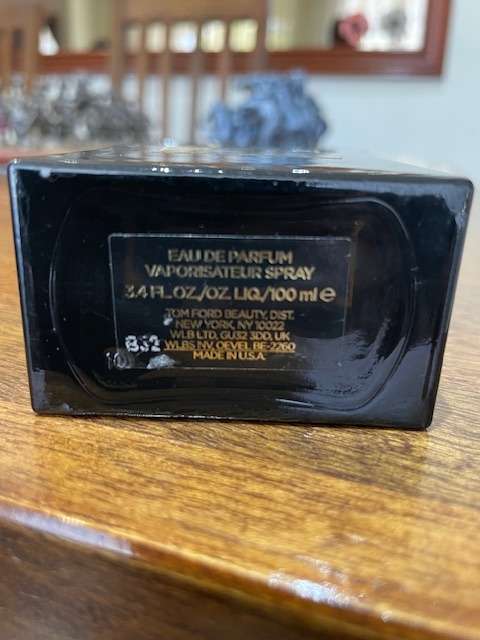 EAU DE PARFUM
VAPORISATEUR SPRAY
3.4 FL.OZ./OZ. LIQ/100 ml ℮
TOM FORD BEAUTY, DIST.
NEW YORK, NY 10022
WLB LTD, GU32 3DD, UK
WLBS NV, OEVEL BE-2260
MADE IN U.S.A.
B32